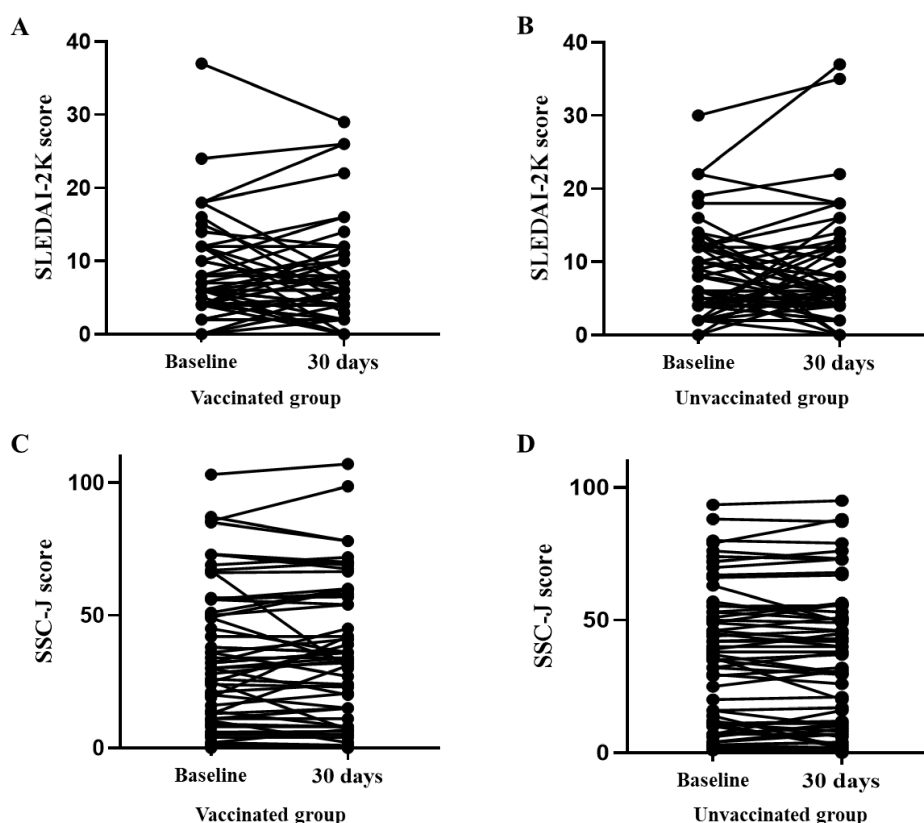 A
SLEDAI-2K score
40
30
20
10
0
Baseline
30 days
Vaccinated group
B
SLEDAI-2K score
40
30
20
10
0
Baseline
30 days
Unvaccinated group
C
SSC-J score
100
50
0
Baseline
30 days
Vaccinated group
D
SSC-J score
100
50
0
Baseline
30 days
Unvaccinated group